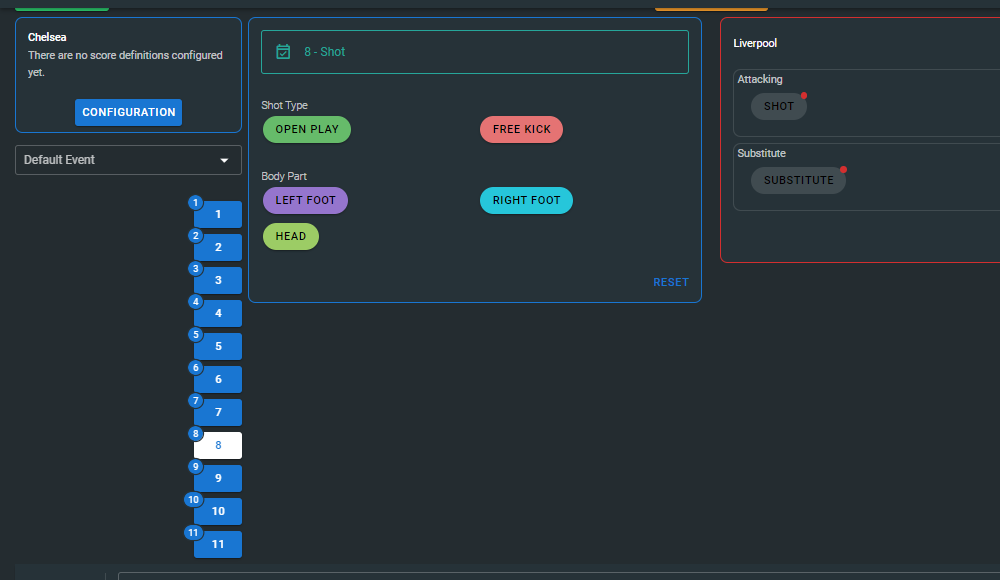 Chelsea
There are no score definitions configured
yet.
CONFIGURATION
Default Event
1 1
2 2
3 3
4 4
5 5
6 6
7 7
8 8
9 9
10 10
11 11
8 - Shot
Shot Type
OPEN PLAY FREE KICK
Body Part
LEFT FOOT RIGHT FOOT
HEAD
RESET
Liverpool
Attacking
SHOT
Substitute
SUBSTITUTE